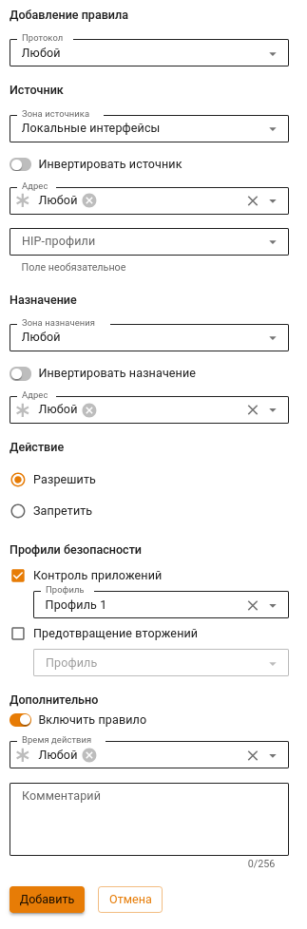 Добавление правила
Протокол
Любой
Источник
Зона источника
Локальные интерфейсы
Инвертировать источник
Адрес
Любой
HIP-профили
Поле необязательное
Назначение
Зона назначения
Любой
Инвертировать назначение
Адрес
Любой
Действие
Разрешить
Запретить
Профили безопасности
Контроль приложений
Профиль
Профиль 1
Предотвращение вторжений
Профиль
Дополнительно
Включить правило
Время действия
Любой
Комментарий
0/256
Добавить Отмена